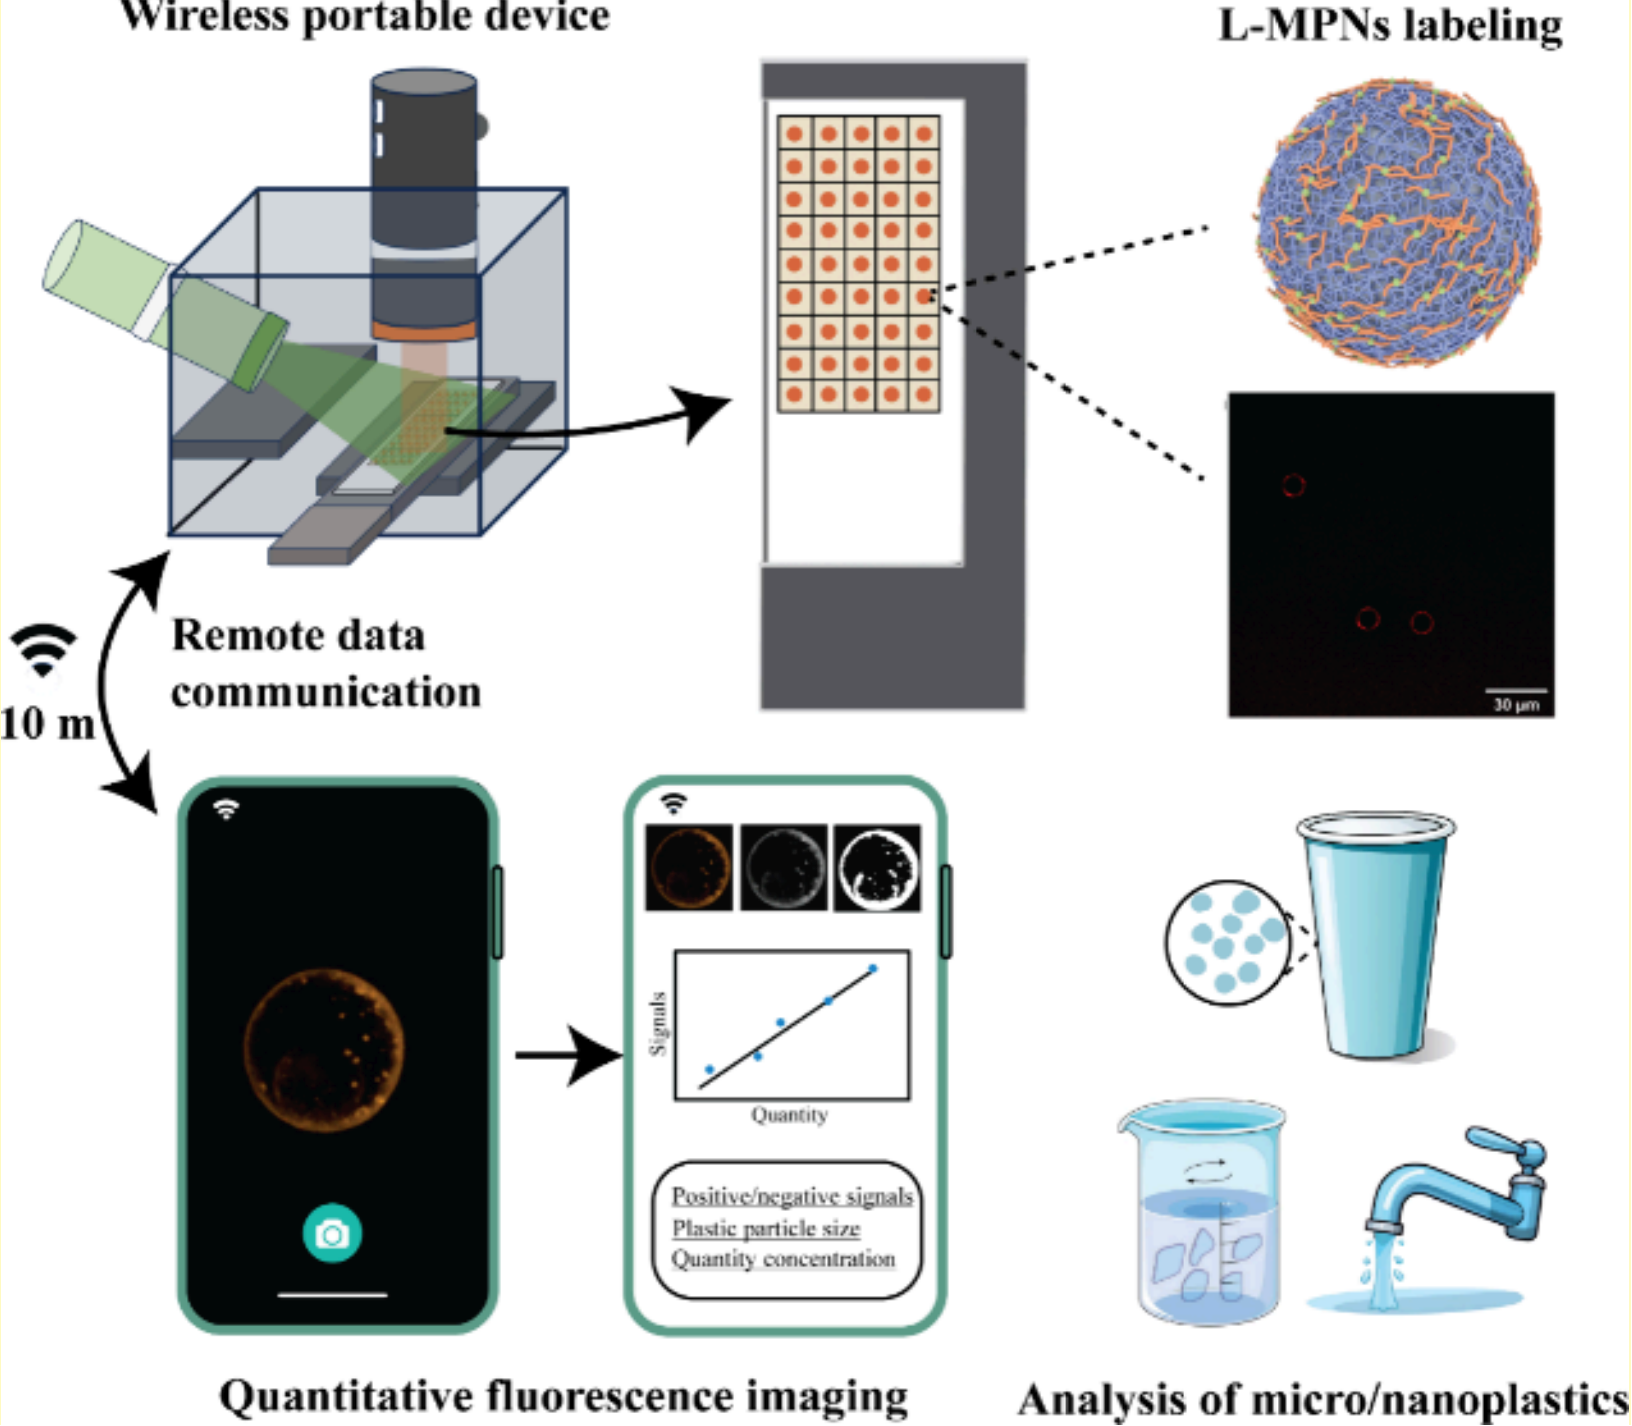 Wireless portable device
L-MPNs labeling
30 µm
Remote data
communication
10 m
Signals
Quantity
Positive/negative signals
Plastic particle size
Quantity concentration
Quantitative fluorescence imaging
Analysis of micro/nanoplastics